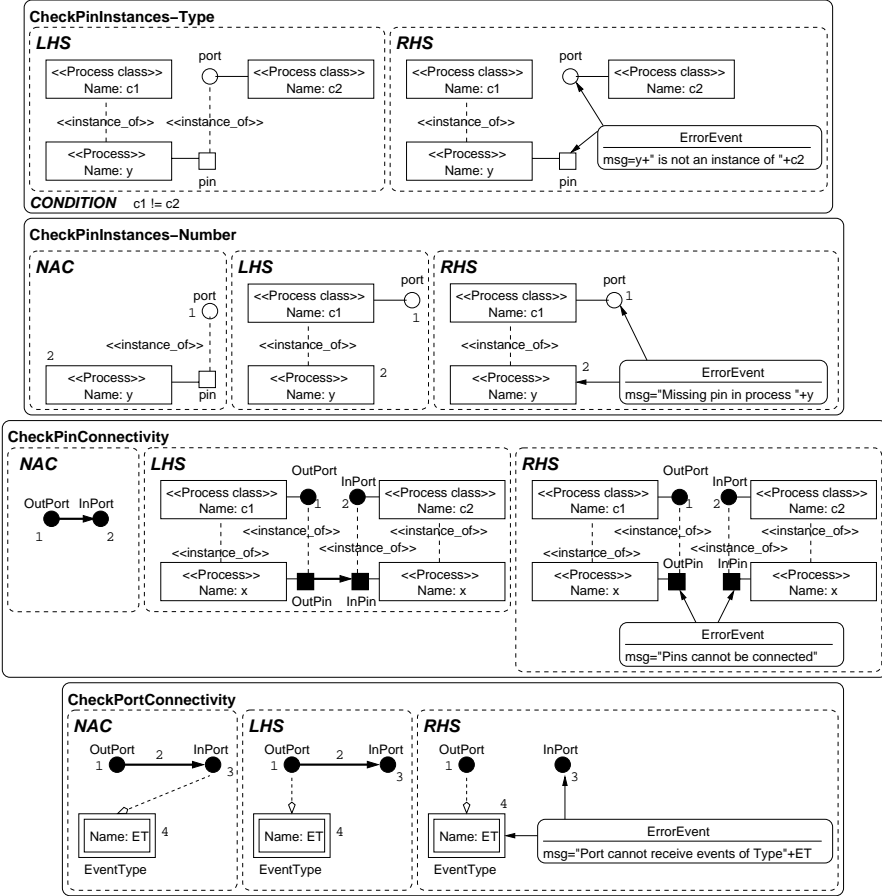 CheckPinInstances–Type
LHS
port
<<Process class>>
Name: c1
<<Process class>>
Name: c2
<<instance_of>>
<<instance_of>>
<<Process>>
Name: y
pin
RHS
port
<<Process class>>
Name: c1
<<Process class>>
Name: c2
<<instance_of>>
<<Process>>
Name: y
pin
ErrorEvent
msg=y+" is not an instance of "+c2
CONDITION c1 != c2
CheckPinInstances–Number
NAC
port
1
<<instance_of>>
2
<<Process>>
Name: y
pin
LHS
port
<<Process class>>
Name: c1
1
<<instance_of>>
<<Process>>
Name: y
2
RHS
port
<<Process class>>
Name: c1
1
<<instance_of>>
<<Process>>
Name: y
2
ErrorEvent
msg="Missing pin in process "+y
CheckPinConnectivity
NAC
OutPort InPort
1 2
LHS
OutPort
InPort
<<Process class>>
Name: c1
1
2
<<Process class>>
Name: c2
<<instance_of>>
<<instance_of>>
<<instance_of>>
<<instance_of>>
<<Process>>
Name: x
<<Process>>
Name: x
OutPin InPin
RHS
OutPort
InPort
<<Process class>>
Name: c1
1
2
<<Process class>>
Name: c2
<<instance_of>>
<<instance_of>>
<<instance_of>>
<<instance_of>>
OutPin InPin
<<Process>>
Name: x
<<Process>>
Name: x
ErrorEvent
msg="Pins cannot be connected"
CheckPortConnectivity
NAC
OutPort InPort
1 2 3
Name: ET
4
EventType
LHS
OutPort InPort
1 2 3
Name: ET
4
EventType
RHS
OutPort InPort
1 3
4
Name: ET
EventType
ErrorEvent
msg="Port cannot receive events of Type"+ET